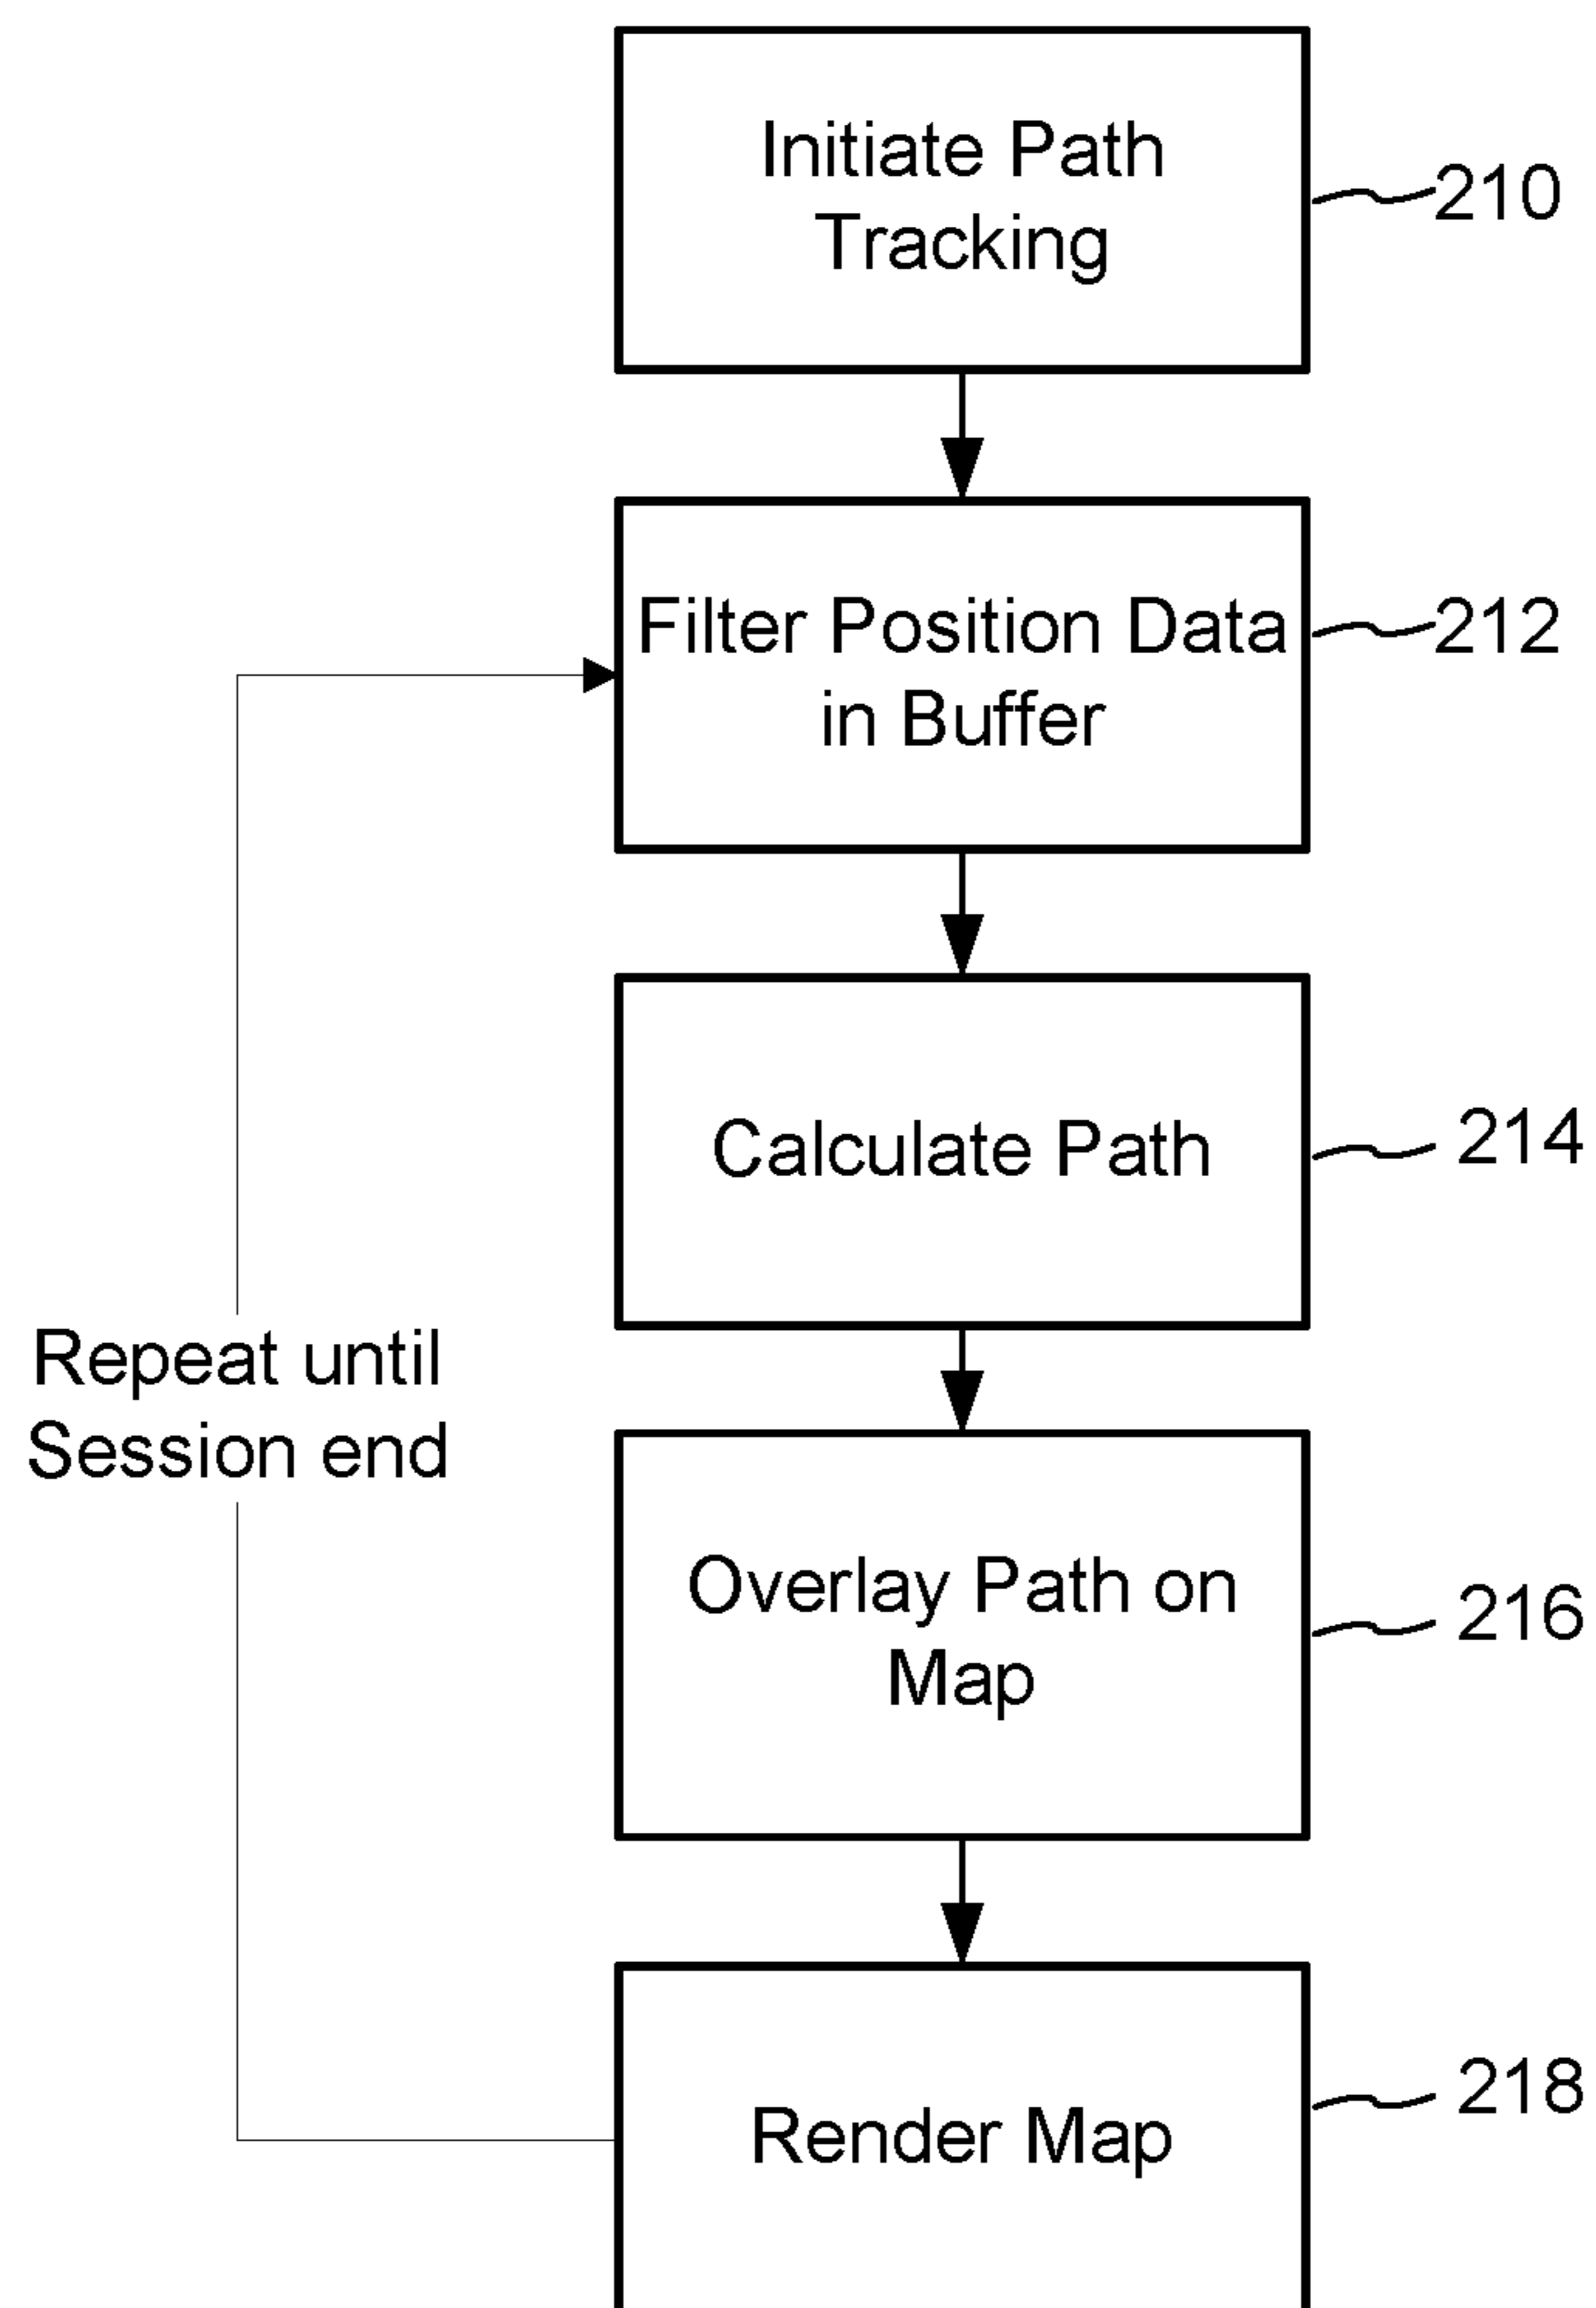 Initiate Path
Tracking
210
Filter Position Data
in Buffer
212
Calculate Path
214
Repeat until
Session end
Overlay Path on
Map
216
Render Map
218